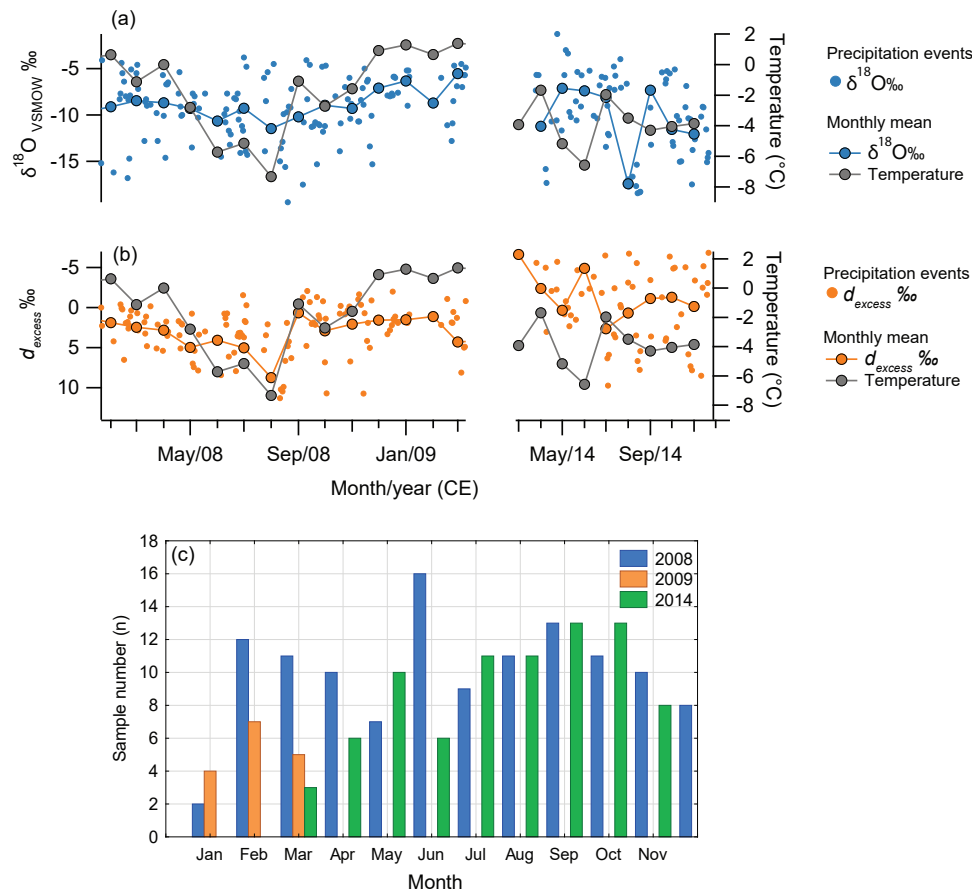 (a)
-5
-10
-15
δ¹⁸O VSMOW ‰
2
0
-2
-4
-6
-8
Temperature (°C)
Precipitation events
δ¹⁸O‰
Monthly mean
δ¹⁸O‰
Temperature
(b)
-5
0
5
10
d excess ‰
2
0
-2
-4
-6
-8
Temperature (°C)
Precipitation events
d excess ‰
Monthly mean
d excess ‰
Temperature
May/08 Sep/08 Jan/09 May/14 Sep/14
Month/year (CE)
(c)
18
16
14
12
10
8
6
4
2
0
Sample number (n)
2008
2009
2014
Jan Feb Mar Apr May Jun Jul Aug Sep Oct Nov
Month